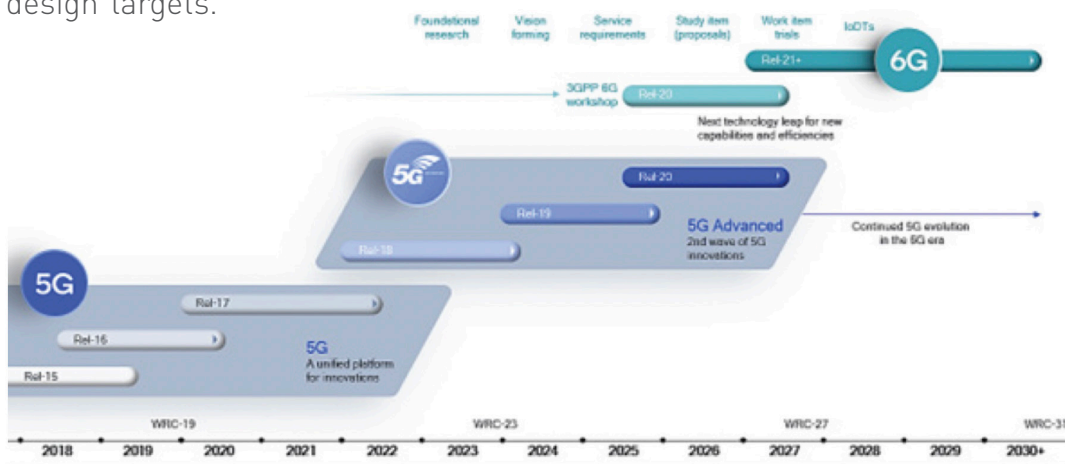 design targets.
Foundational research
Vision forming
Service requirements
Study item (proposals)
Work item trials
IoDTs
Rel-21+
6G
3GPP 6G workshop
Rel-20
Next technology leap for new
capabilities and efficiencies
5G
Rel-20
Rel-19
5G Advanced
2nd wave of 5G
innovations
Continued 5G evolution
in the 5G era
Rel-18
5G
Rel-17
Rel-16
5G
A unified platform
for innovations
Rel-15
WRC-19
WRC-23
WRC-27
WRC-31
2018
2019
2020
2021
2022
2023
2024
2025
2026
2027
2028
2029
2030+